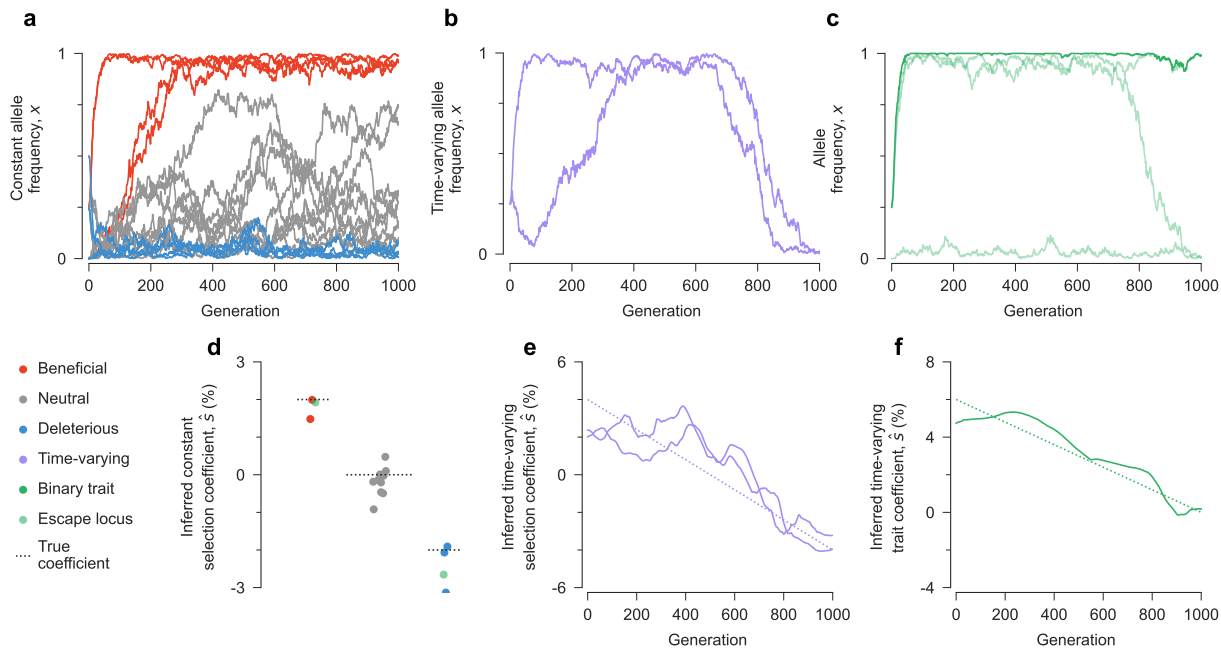 a
b
c
1
0
Constant allele
frequency, x
0 200 400 600 800 1000
Generation
1
0
Time-varying allele
frequency, x
0 200 400 600 800 1000
Generation
1
0
Allele
frequency, x
0 200 400 600 800 1000
Generation
Beneficial
Neutral
Deleterious
Time-varying
Binary trait
Escape locus
True
coefficient
d
3
0
-3
Inferred constant
selection coefficient, ŝ (%)
e
6
0
-6
Inferred time-varying
selection coefficient, ŝ (%)
0 200 400 600 800 1000
Generation
f
8
4
0
-4
Inferred time-varying
trait coefficient, ŝ (%)
0 200 400 600 800 1000
Generation